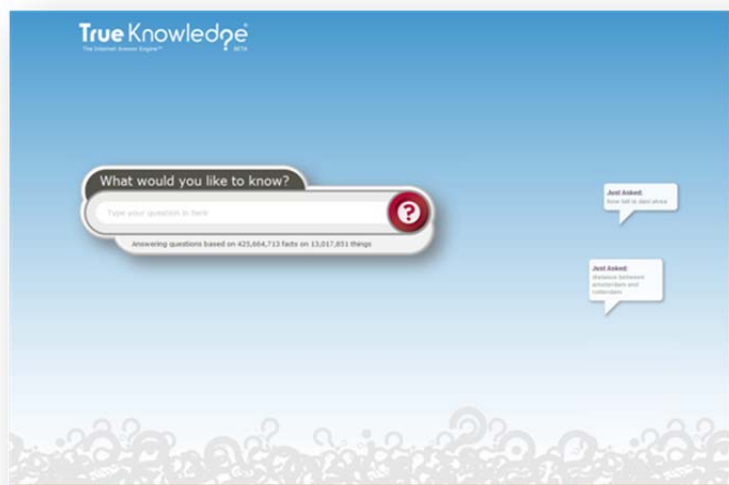 True Knowledge
The Internet Answer Engine™ BETA
What would you like to know?
Type your question in here
Answering questions based on 425,664,713 facts on 13,017,851 things
Just Asked:
how tall is dani alves
Just Asked:
distance between
amsterdam and
rotterdam